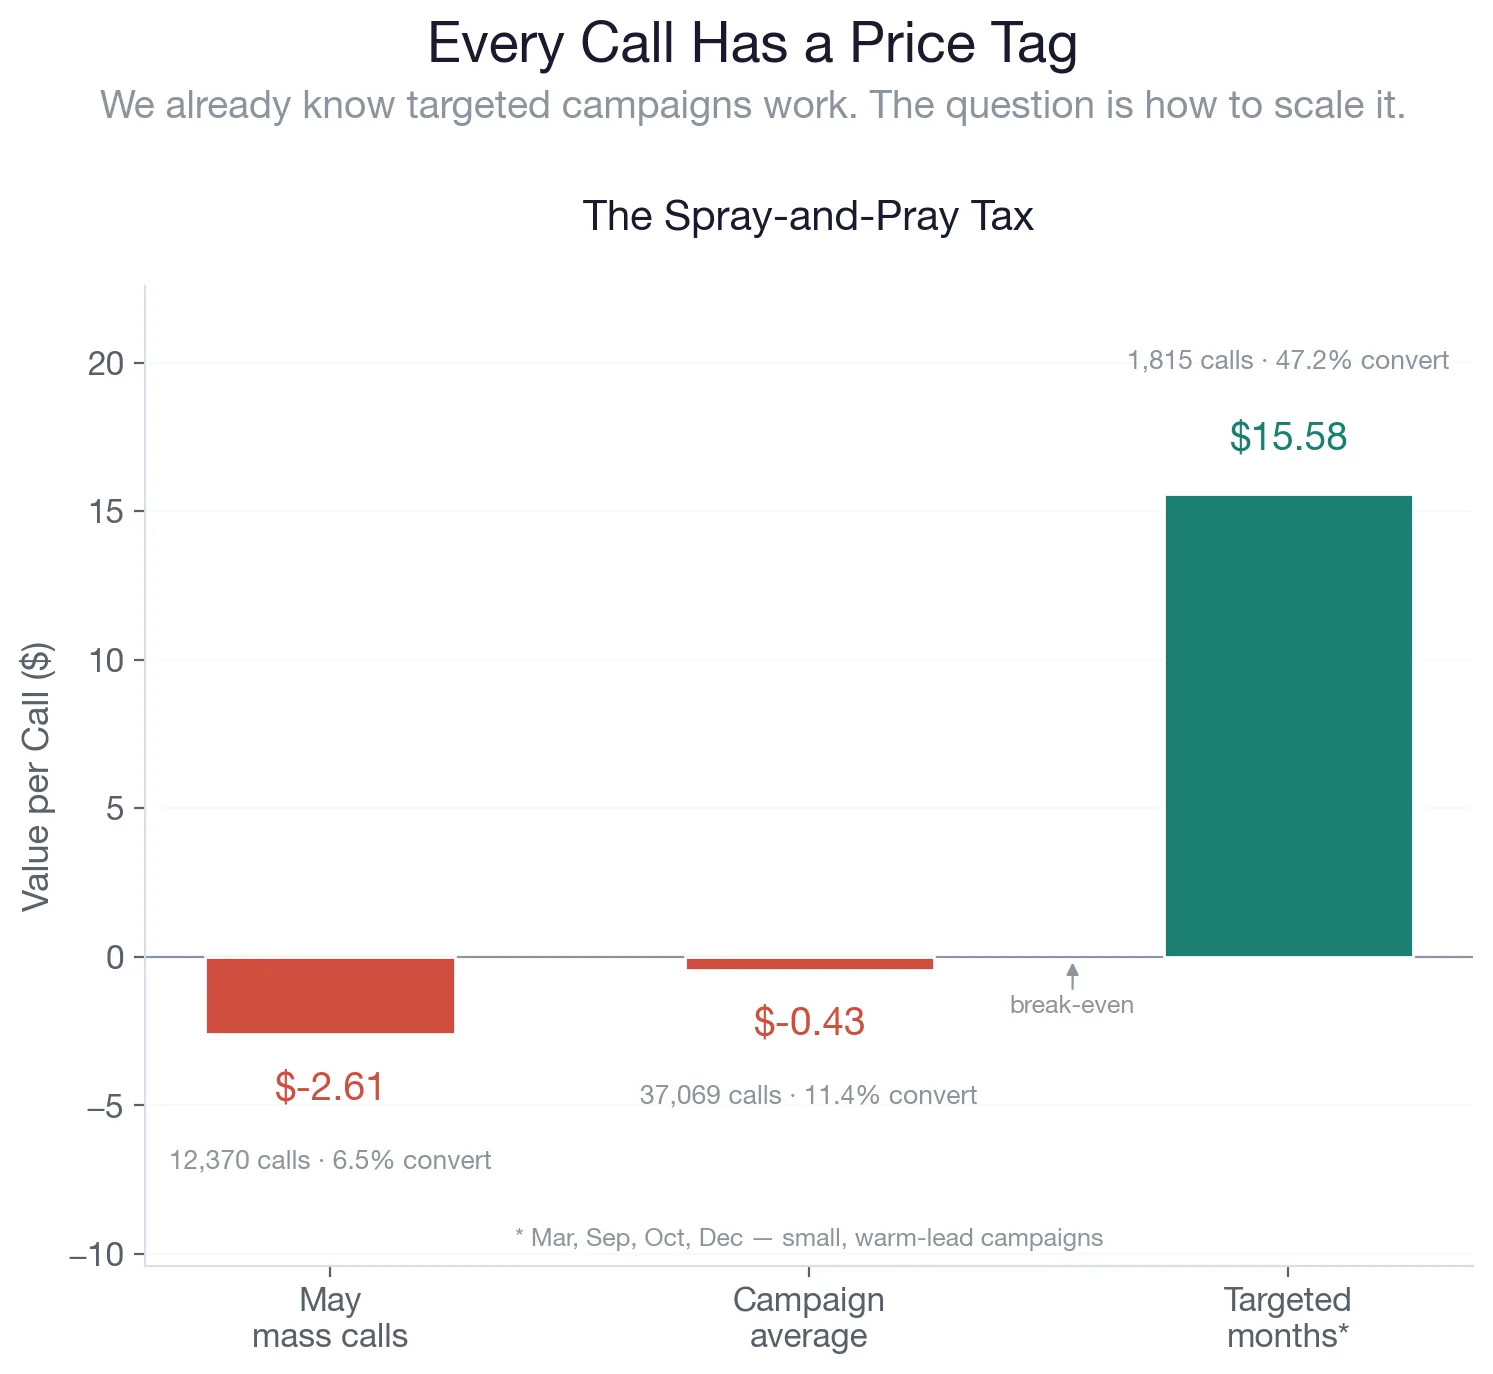 Every Call Has a Price Tag
We already know targeted campaigns work. The question is how to scale it.
The Spray-and-Pray Tax
Value per Call ($)
20
15
10
5
0
−5
−10
1,815 calls · 47.2% convert
$15.58
break-even
$-0.43
37,069 calls · 11.4% convert
$-2.61
12,370 calls · 6.5% convert
* Mar, Sep, Oct, Dec — small, warm-lead campaigns
May
mass calls
Campaign
average
Targeted
months*